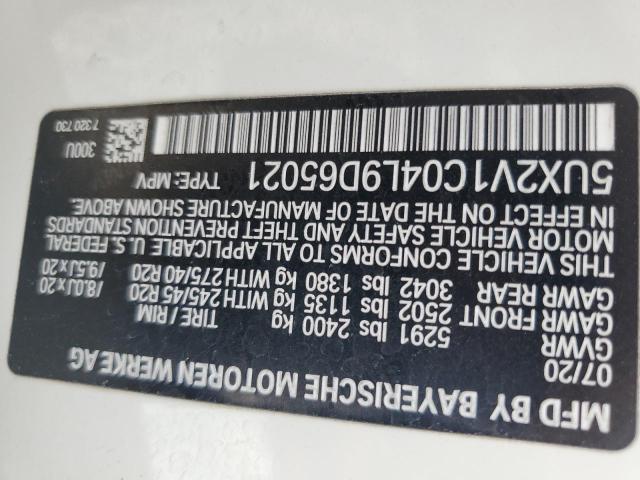 MFD BY BAYERISCHE MOTOREN WERKE AG
07/20
GVWR 5291 lbs 2400 kg TIRE / RIM
GAWR FRONT 2502 lbs 1135 kg WITH 245/45 R20 /8.0J x 20
GAWR REAR 3042 lbs 1380 kg WITH 275/40 R20 /9.5J x 20
THIS VEHICLE CONFORMS TO ALL APPLICABLE U.S. FEDERAL
MOTOR VEHICLE SAFETY AND THEFT PREVENTION STANDARDS
IN EFFECT ON THE DATE OF MANUFACTURE SHOWN ABOVE.
5UX2V1C04L9D65021 TYPE: MPV
300U
7 320 730